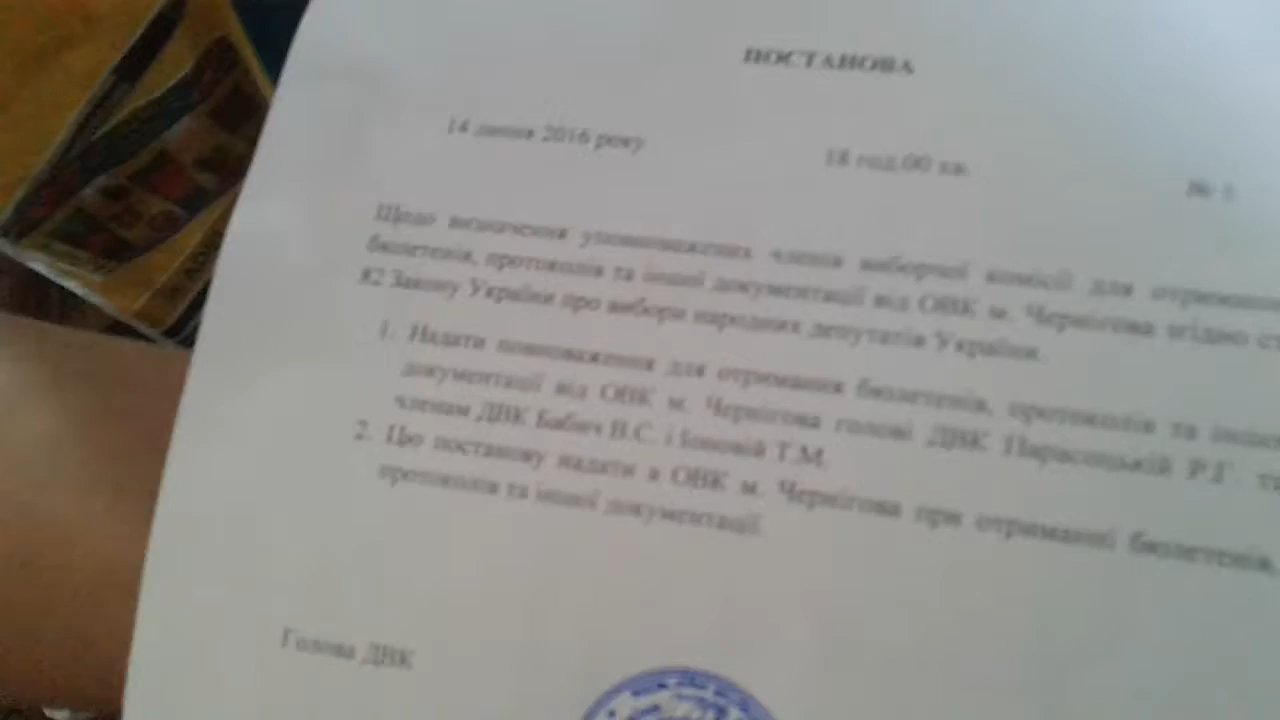 ПОСТАНОВА
14 липня 2016 року 18 год.00 хв. №
Щодо визначення уповноважених членів виборчої комісії для отримання
бюлетенів, протоколів та іншої документації від ОВК м. Чернігова згідно ст
82 Закону України про вибори народних депутатів України.
1. Надати повноваження для отримання бюлетенів, протоколів та іншої
документації від ОВК м. Чернігова голові ДВК Р.Г. та
членам ДВК Бабич В.С. і Іоновій Т.М.
2. Цю постанову надати в ОВК м. Чернігова при отриманні бюлетенів,
протоколів та іншої документації.
Голова ДВК